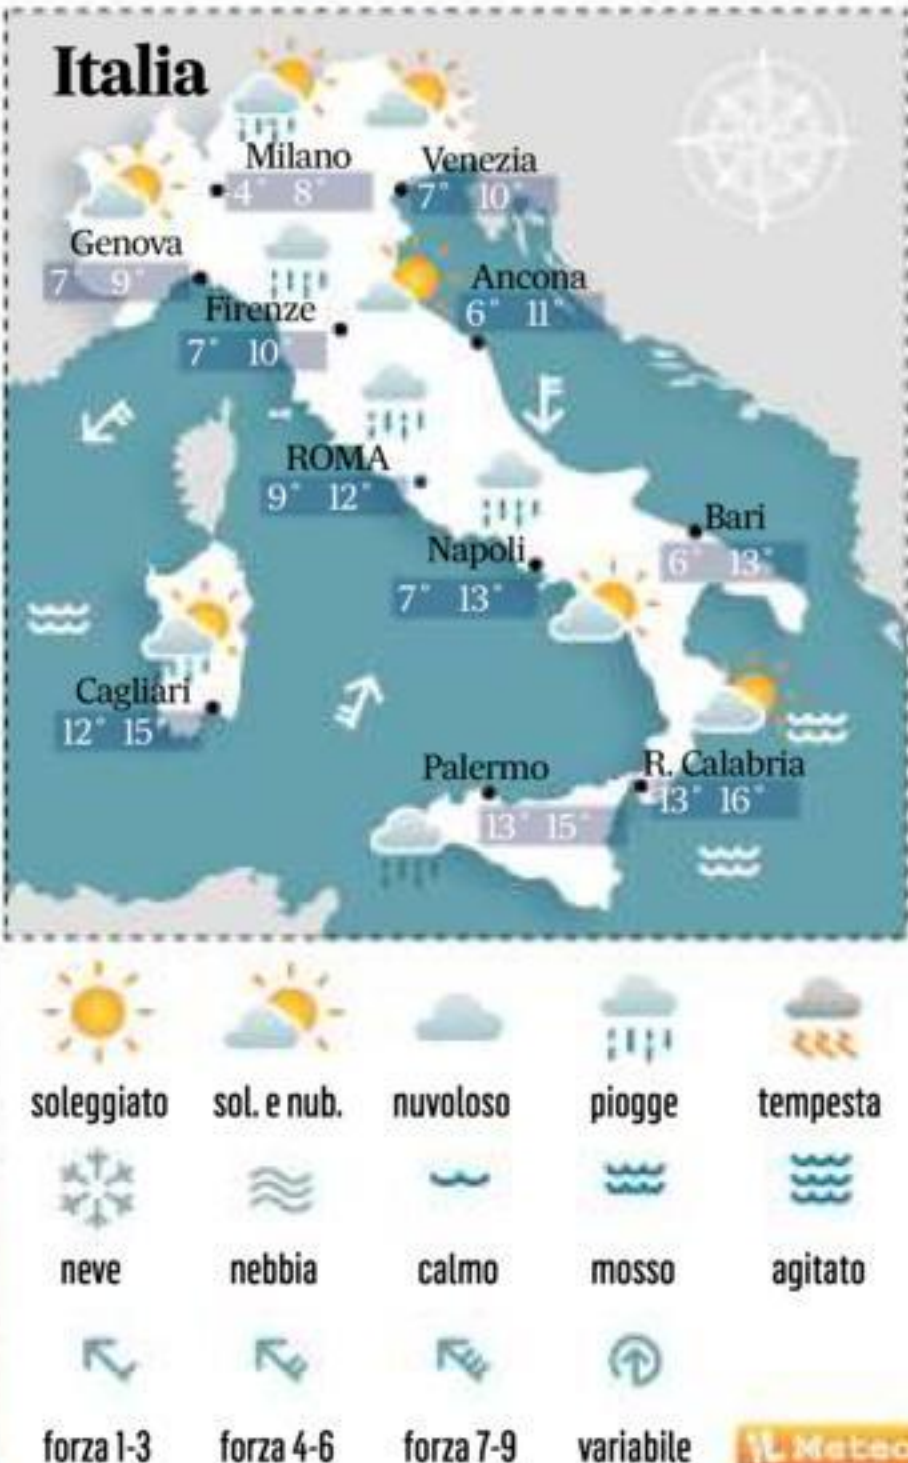 Italia
Milano
4° 8°
Venezia
7° 10°
Genova
7 9°
Firenze
7° 10°
Ancona
6° 11°
ROMA
9° 12°
Napoli
7° 13°
Bari
6° 13°
Cagliari
12° 15°
Palermo
13° 15°
R. Calabria
13° 16°
soleggiato sol. e nub. nuvoloso piogge tempesta
neve nebbia calmo mosso agitato
forza 1-3 forza 4-6 forza 7-9 variabile
Meteo